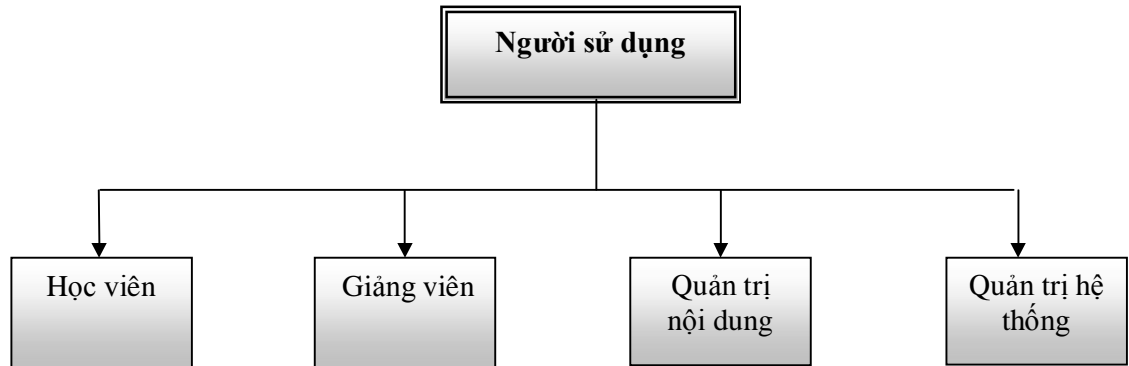 Người sử dụng
Học viên
Giảng viên
Quản trị
nội dung
Quản trị hệ
thống